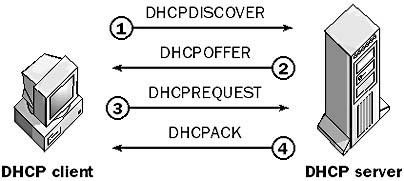 DHCPDISCOVER
1
DHCPOFFER
2
DHCPREQUEST
3
DHCPACK
4
DHCP client
DHCP server